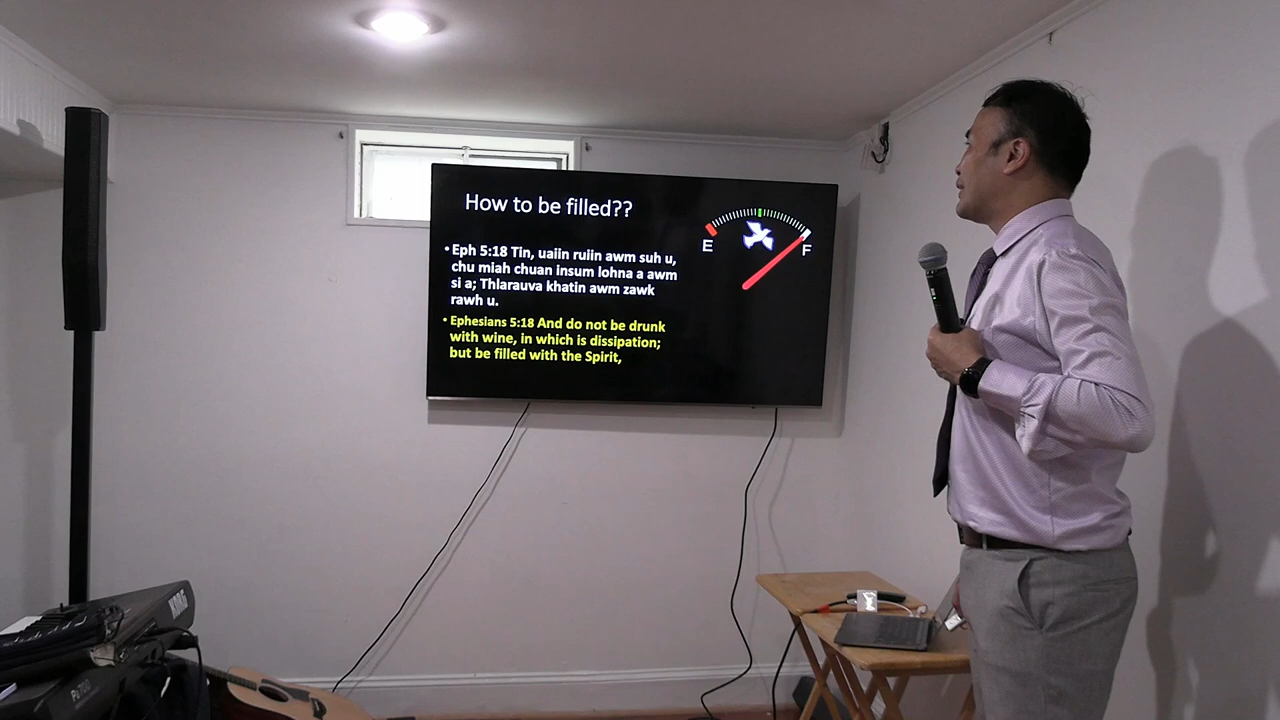 How to be filled??
E
F
• Eph 5:18 Tin, uaiin ruiin awm suh u,
chu miah chuan insum lohna a awm
si a; Thlarauva khatin awm zawk
rawh u.
• Ephesians 5:18 And do not be drunk
with wine, in which is dissipation;
but be filled with the Spirit,
KORG
Pa700